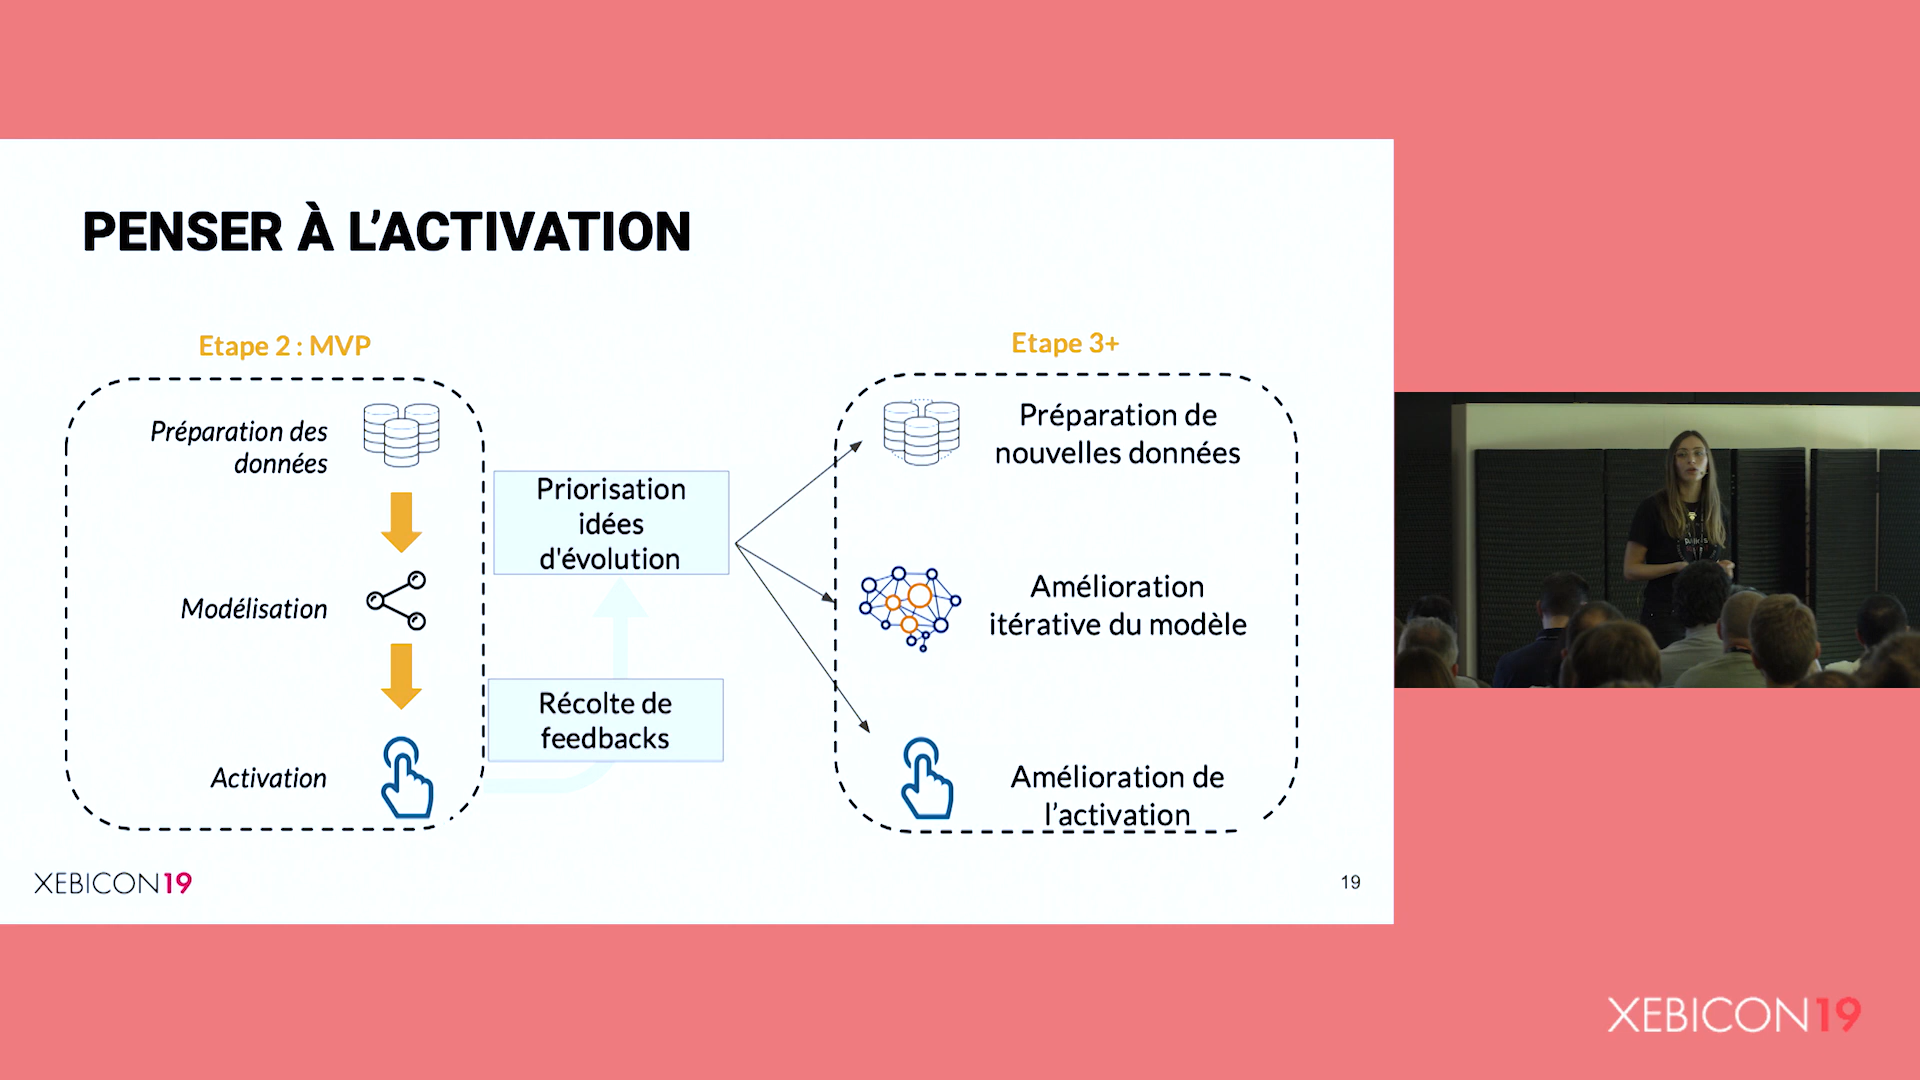 PENSER À L’ACTIVATION
Etape 2 : MVP
Préparation des
données
Modélisation
Activation
Priorisation
idées
d'évolution
Récolte de
feedbacks
Etape 3+
Préparation de
nouvelles données
Amélioration
itérative du modèle
Amélioration de
l’activation
XEBICON19
19
XEBICON19